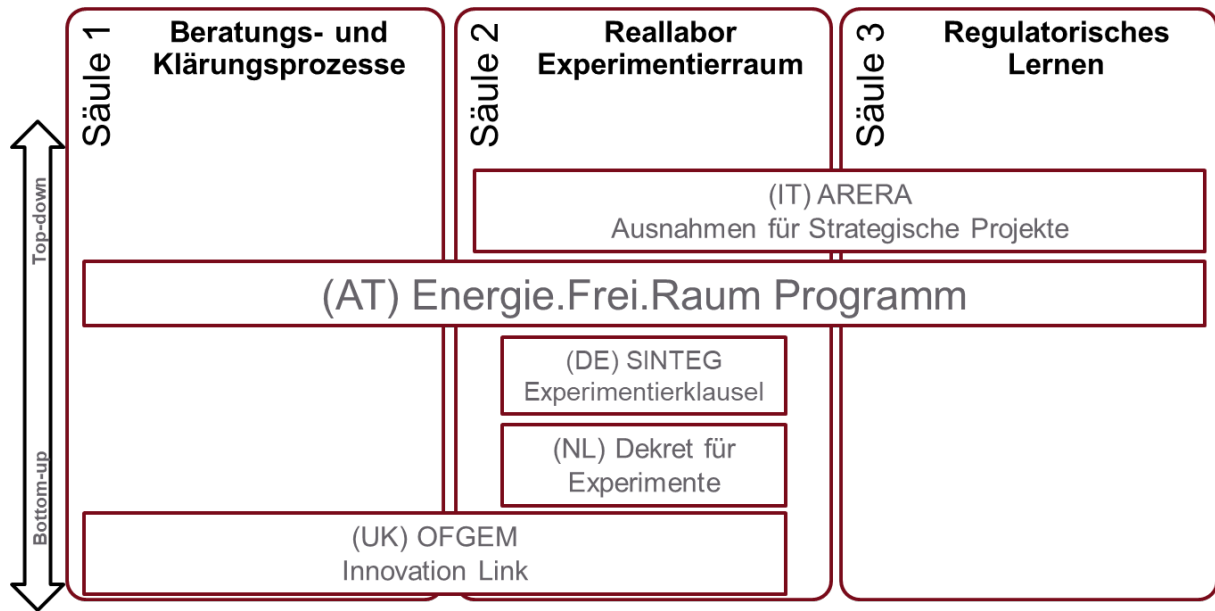 Säule 1
Beratungs- und
Klärungsprozesse
Säule 2
Reallabor
Experimentierraum
Säule 3
Regulatorisches
Lernen
Top-down
Bottom-up
(IT) ARERA
Ausnahmen für Strategische Projekte
(AT) Energie.Frei.Raum Programm
(DE) SINTEG
Experimentierklausel
(NL) Dekret für
Experimente
(UK) OFGEM
Innovation Link